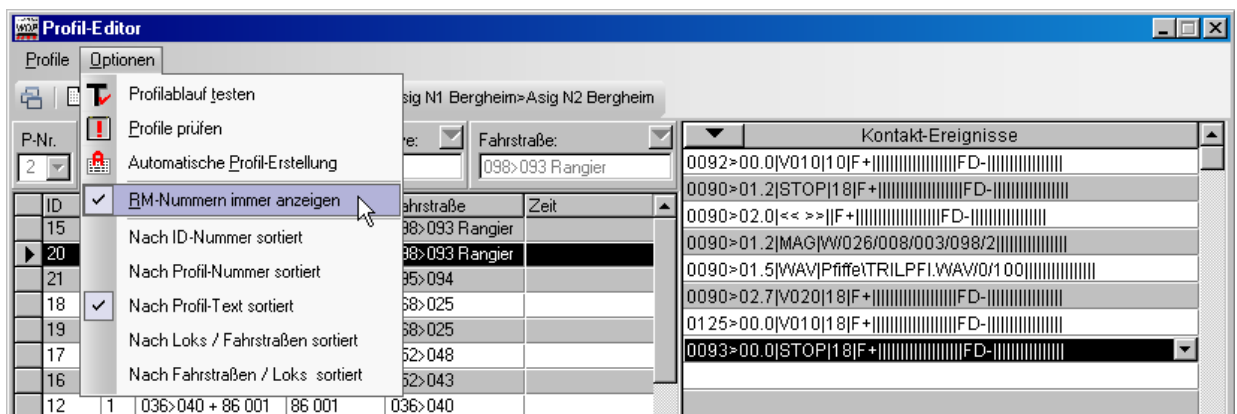 WDP Profil-Editor
Profile Optionen
Profilablauf testen
Profile prüfen
Automatische Profil-Erstellung
RM-Nummern immer anzeigen
Nach ID-Nummer sortiert
Nach Profil-Nummer sortiert
Nach Profil-Text sortiert
Nach Loks / Fahrstraßen sortiert
Nach Fahrstraßen / Loks sortiert
sig N1 Bergheim>Asig N2 Bergheim
P-Nr. ve: Fahrstraße:
2 098>093 Rangier
ID ahrstraße Zeit
15 98>093 Rangier
20 98>093 Rangier
21 95>094
18 68>025
19 68>025
17 52>048
16 52>043
12 1 036>040 + 86 001 86 001 036>040
Kontakt-Ereignisse
0092>00.0|V010|10|F+||||||||||||||||||FD-||||||||||||||||
0090>01.2|STOP|18|F+||||||||||||||||||FD-||||||||||||||||
0090>02.0|<< >>||F+||||||||||||||||||FD-||||||||||||||||
0090>01.2|MAG|W/026/008/003/098/2||||||||||||||||
0090>01.5|WAV|Pfiffe\TRILPFI.WAV/0/100||||||||||||||||
0090>02.7|V020|18|F+||||||||||||||||||FD-||||||||||||||||
0125>00.0|V010|18|F+||||||||||||||||||FD-||||||||||||||||
0093>00.0|STOP|18|F+||||||||||||||||||FD-||||||||||||||||